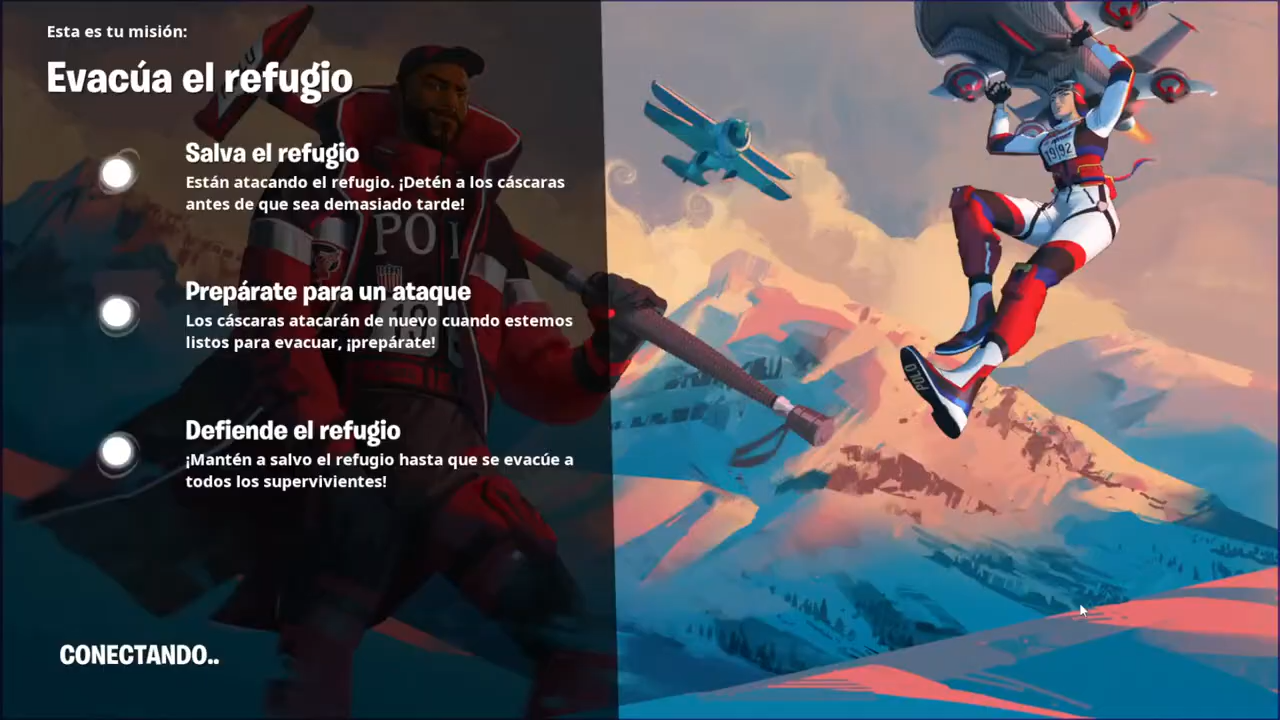 Esta es tu misión:
Evacúa el refugio
Salva el refugio
Están atacando el refugio. ¡Detén a los cáscaras
antes de que sea demasiado tarde!
Prepárate para un ataque
Los cáscaras atacarán de nuevo cuando estemos
listos para evacuar, ¡prepárate!
Defiende el refugio
¡Mantén a salvo el refugio hasta que se evacúe a
todos los supervivientes!
CONECTANDO..
1992
POLO